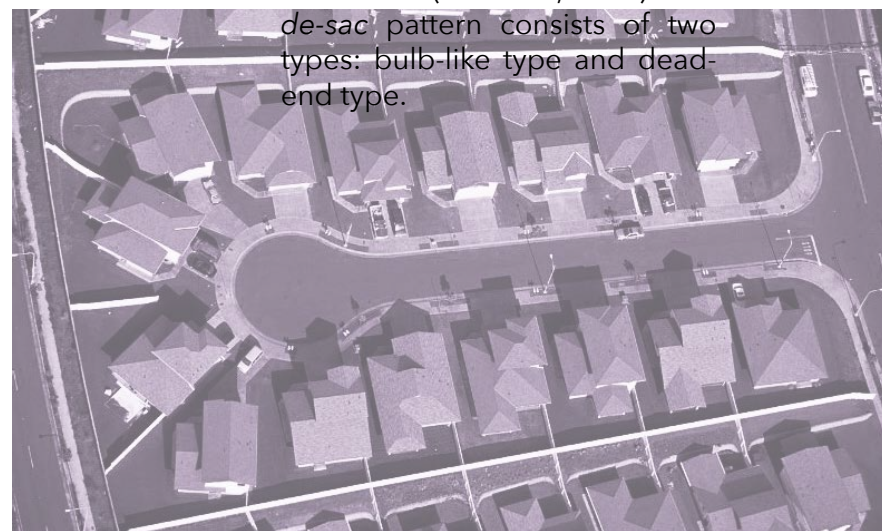 de-sac pattern consists of two
types: bulb-like type and dead-
end type.